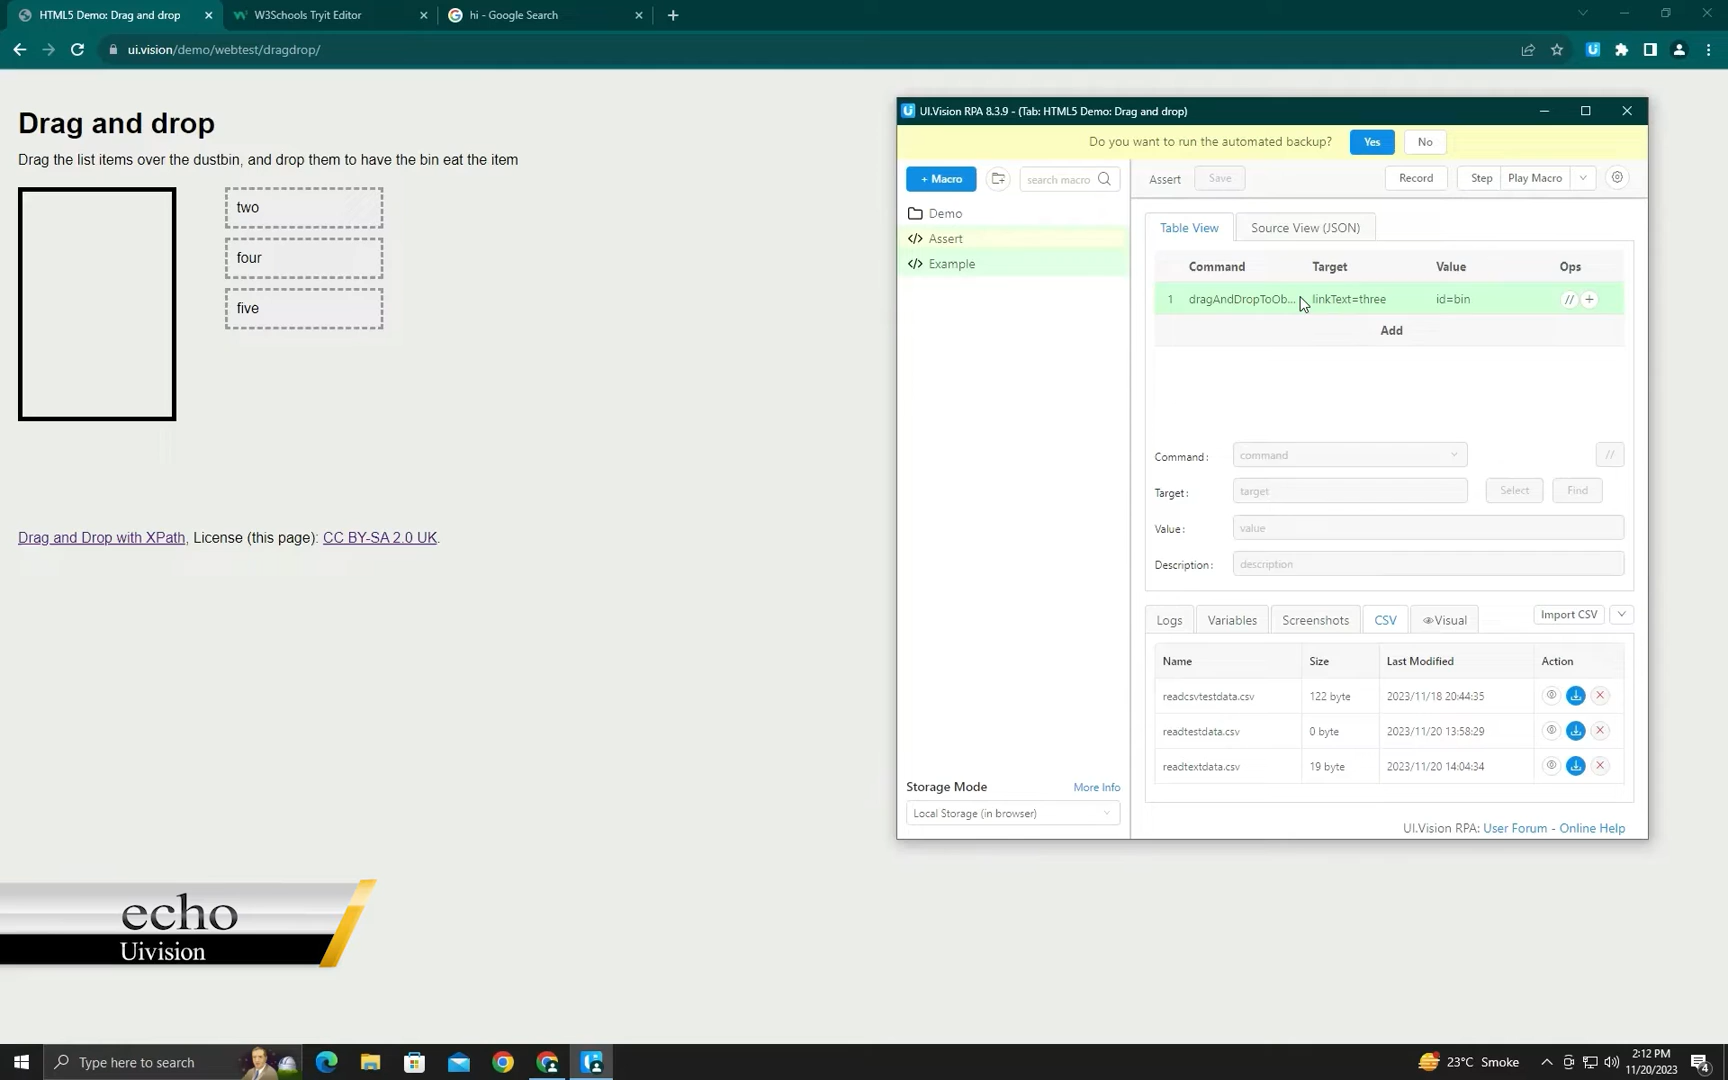 HTML5 Demo: Drag and drop
W3Schools Tryit Editor
hi - Google Search
ui.vision/demo/webtest/dragdrop/
Drag and drop
Drag the list items over the dustbin, and drop them to have the bin eat the item
two
four
five
Drag and Drop with XPath, License (this page): CC BY-SA 2.0 UK.
UI.Vision RPA 8.3.9 - (Tab: HTML5 Demo: Drag and drop)
Do you want to run the automated backup? Yes No
+ Macro
search macro
Demo
Assert
Example
Storage Mode More Info
Local Storage (in browser)
Assert Save Record Step Play Macro
Table View Source View (JSON)
Command Target Value Ops
1 dragAndDropToOb... linkText=three id=bin //
Add
Command: command //
Target: target Select Find
Value: value
Description: description
Logs Variables Screenshots CSV Visual Import CSV
Name Size Last Modified Action
readcsvtestdata.csv 122 byte 2023/11/18 20:44:35
readtestdata.csv 0 byte 2023/11/20 13:58:29
readtextdata.csv 19 byte 2023/11/20 14:04:34
UI.Vision RPA: User Forum - Online Help
echo
Uivision
Type here to search
23°C Smoke
2:12 PM
11/20/2023
4